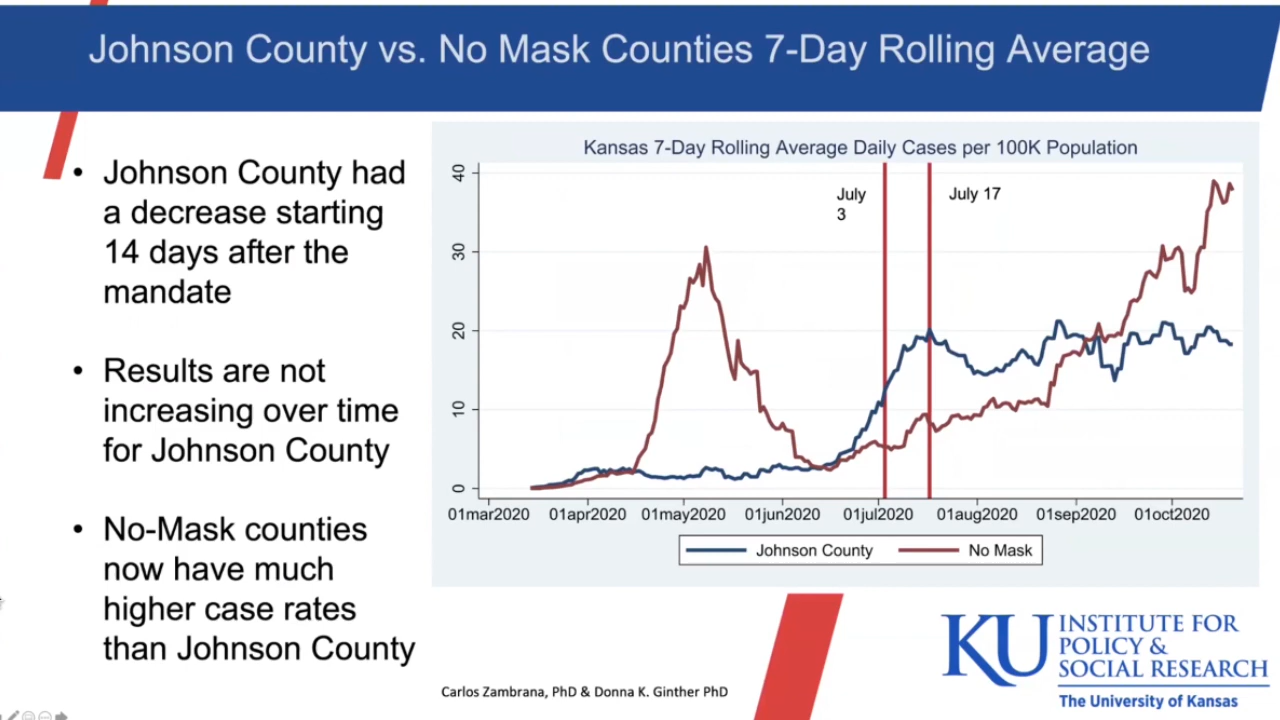 Johnson County vs. No Mask Counties 7-Day Rolling Average
• Johnson County had
a decrease starting
14 days after the
mandate
• Results are not
increasing over time
for Johnson County
• No-Mask counties
now have much
higher case rates
than Johnson County
Kansas 7-Day Rolling Average Daily Cases per 100K Population
July
3
July 17
40
30
20
10
0
01mar2020 01apr2020 01may2020 01jun2020 01jul2020 01aug2020 01sep2020 01oct2020
Johnson County No Mask
Carlos Zambrana, PhD & Donna K. Ginther PhD
KU
INSTITUTE FOR
POLICY &
SOCIAL RESEARCH
The University of Kansas